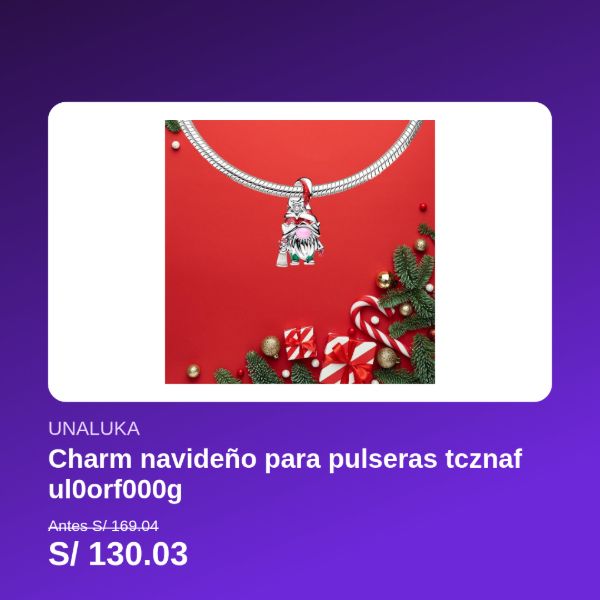 UNALUKA
Charm navideño para pulseras tcznaf
ul0orf000g
Antes S/ 169.04
S/ 130.03